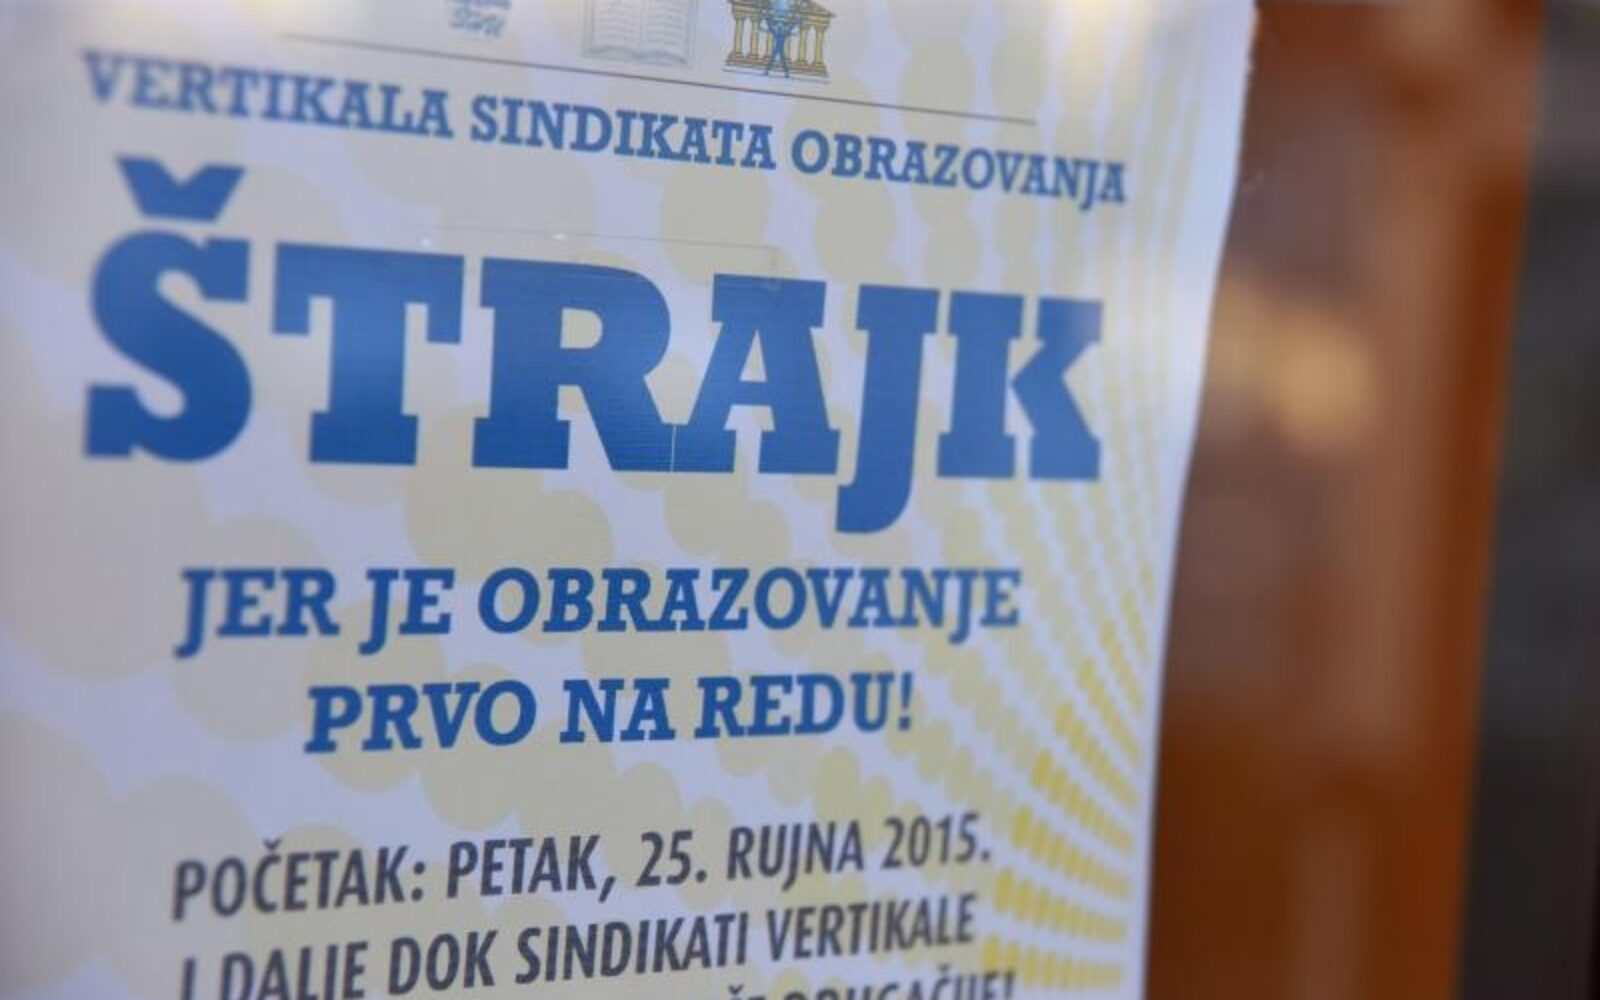 VERTIKALA SINDIKATA OBRAZOVANJA
ŠTRAJK
JER JE OBRAZOVANJE
PRVO NA REDU!
POČETAK: PETAK, 25. RUJNA 2015.
I DALJE DOK SINDIKATI VERTIKALE
DRUGAČIJE!